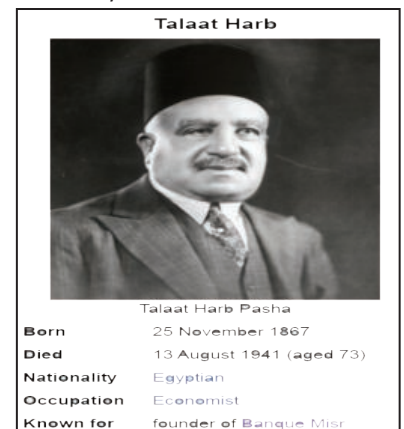 Talaat Harb
Talaat Harb Pasha
Born 25 November 1867
Died 13 August 1941 (aged 73)
Nationality Egyptian
Occupation Economist
Known for founder of Banque Misr